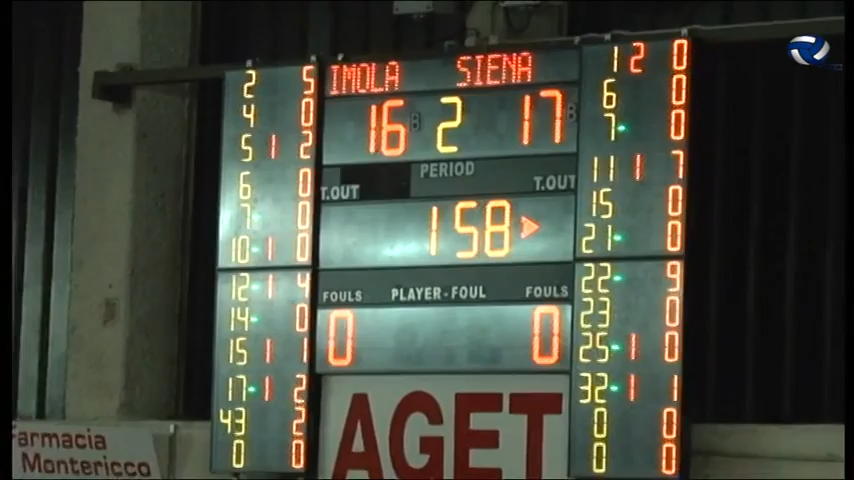 IMOLA SIENA
16 B 2 17 B
PERIOD
T.OUT T.OUT
158
FOULS PLAYER-FOUL FOULS
0 0
2 5
4 0
5 1 2
6 0
7 0
10 1 0
12 1 4
14 0
15 1 1
17 1 2
43 2
0 0
1 2 0
6 0
7 0
11 1 7
15 0
21 0
22 9
23 0
25 1 0
32 1 1
0 0
0 0
AGET
Farmacia
Montericco